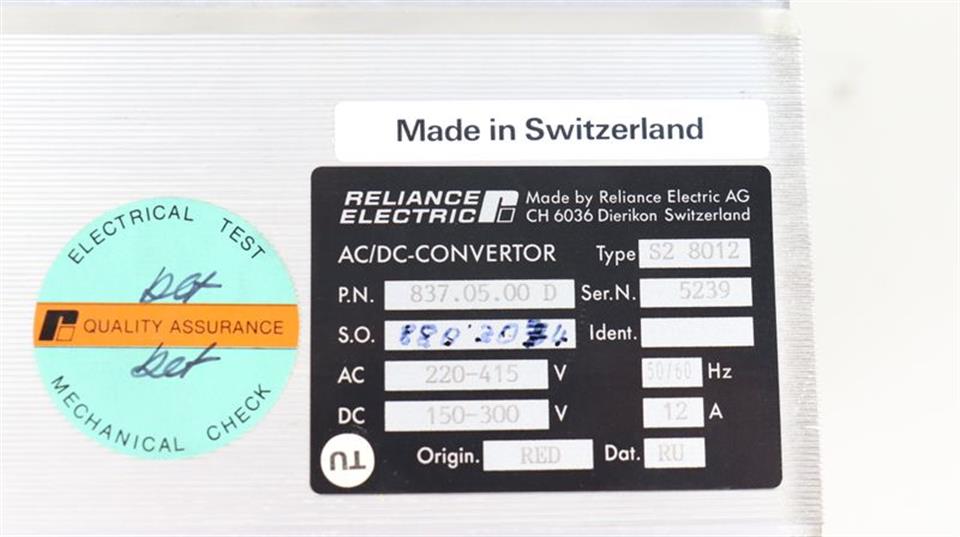 Made in Switzerland
RELIANCE
ELECTRIC
Made by Reliance Electric AG
CH 6036 Dierikon Switzerland
AC/DC-CONVERTOR Type S2 8012
P.N. 837.05.00 D Ser.N. 5239
S.O. Ident.
AC 220-415 V 50/60 Hz
DC 150-300 V 12 A
TU Origin. RED Dat. RU
ELECTRICAL TEST
QUALITY ASSURANCE
MECHANICAL CHECK